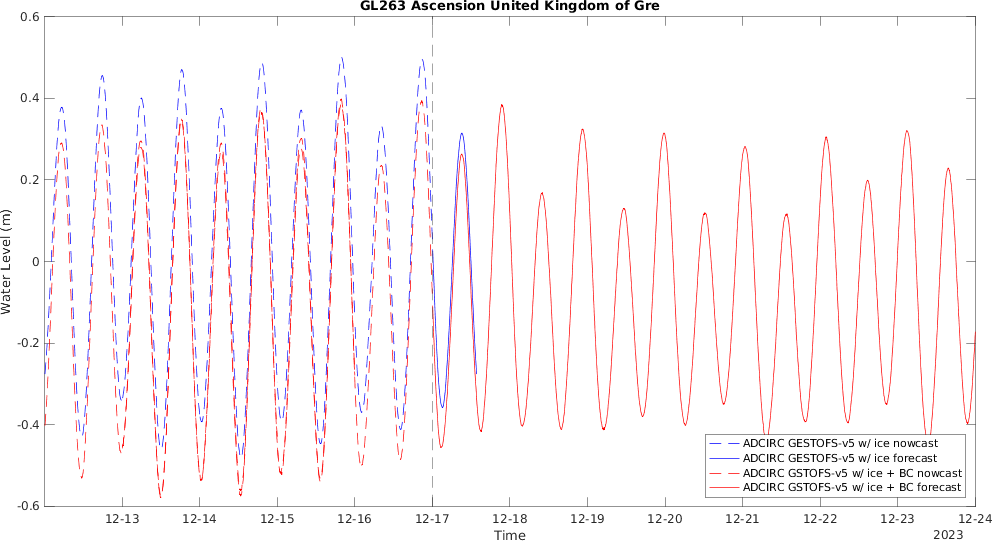 GL263 Ascension United Kingdom of Gre
0.6
0.4
0.2
0
-0.2
-0.4
-0.6
Water Level (m)
12-13
12-14
12-15
12-16
12-17
12-18
12-19
12-20
12-21
12-22
12-23
12-24
Time
2023
ADCIRC GESTOFS-v5 w/ ice nowcast
ADCIRC GESTOFS-v5 w/ ice forecast
ADCIRC GSTOFS-v5 w/ ice + BC nowcast
ADCIRC GSTOFS-v5 w/ ice + BC forecast